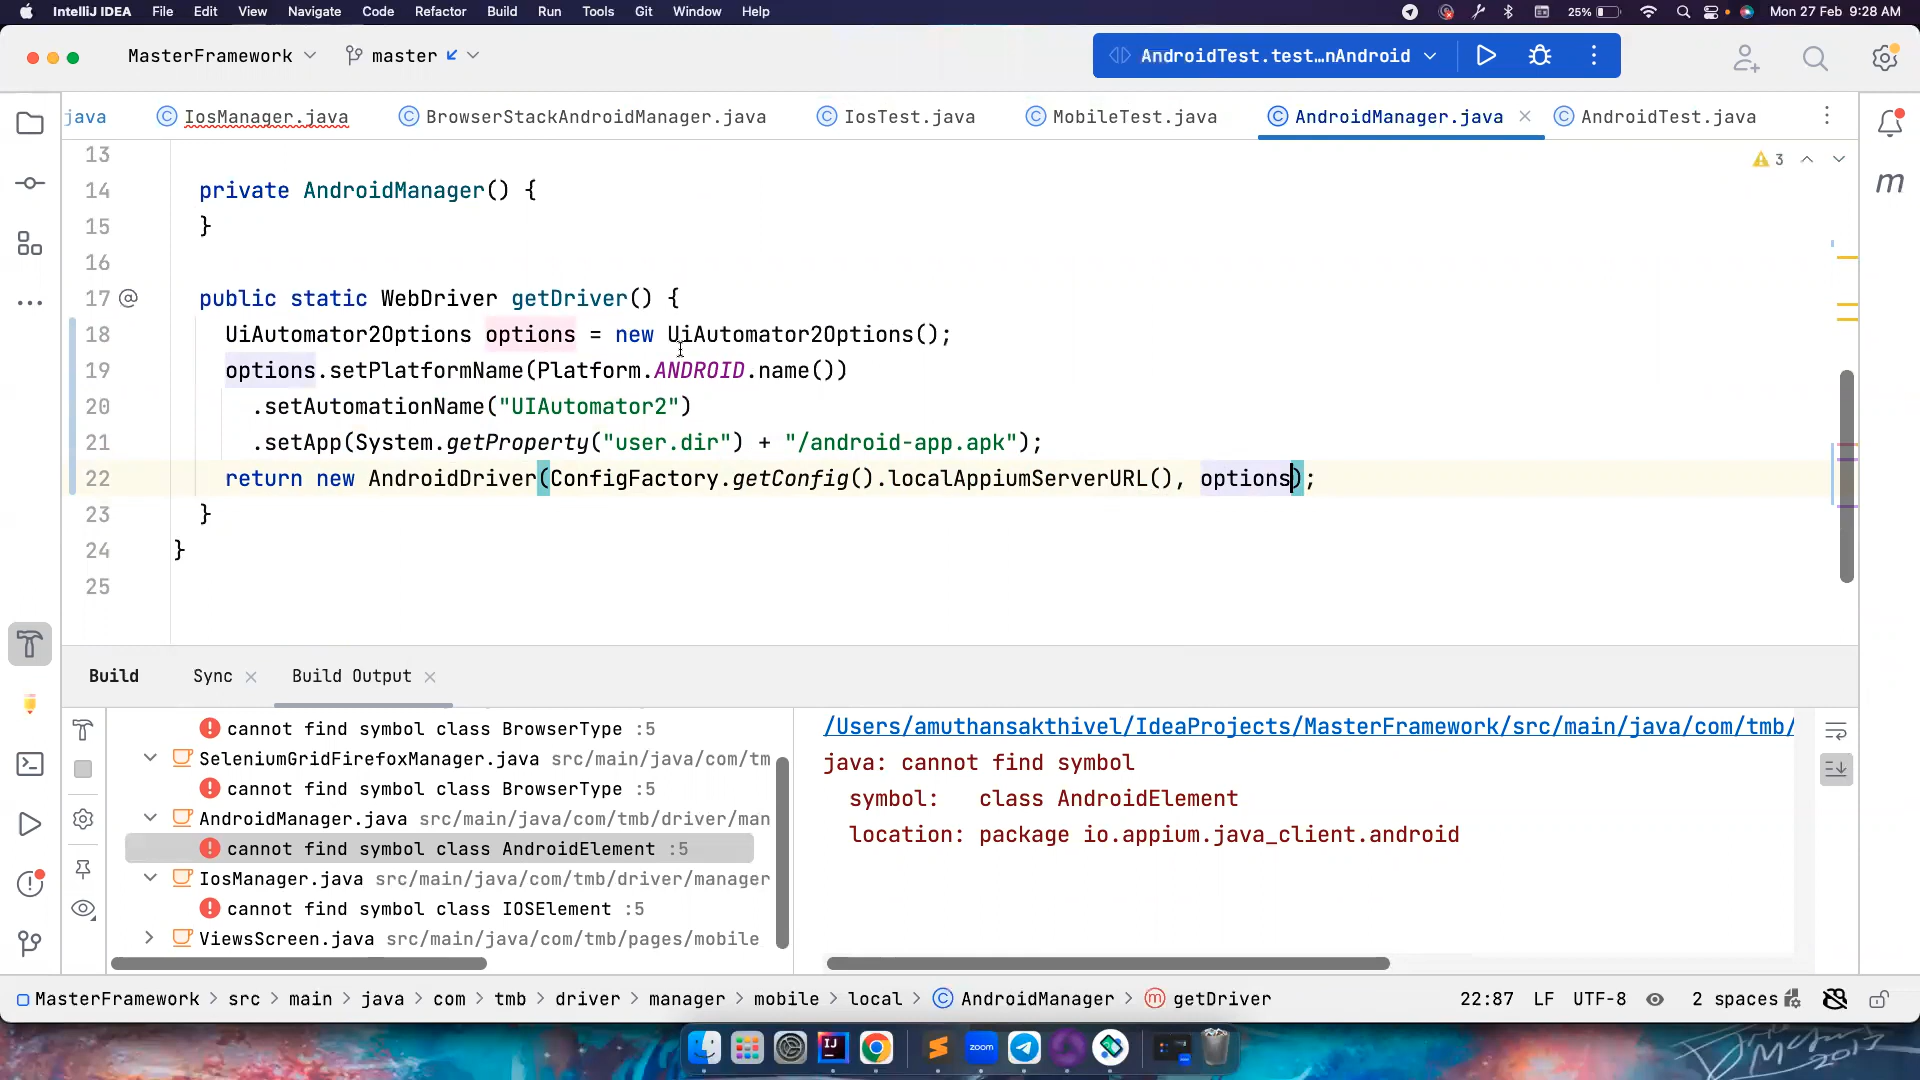 IntelliJ IDEA File Edit View Navigate Code Refactor Build Run Tools Git Window Help 25% Mon 27 Feb 9:28 AM
MasterFramework master AndroidTest.test…nAndroid
java IosManager.java BrowserStackAndroidManager.java IosTest.java MobileTest.java AndroidManager.java AndroidTest.java
13 3
14 private AndroidManager() {
15 }
16
17 public static WebDriver getDriver() {
18 UiAutomator2Options options = new UiAutomator2Options();
19 options.setPlatformName(Platform.ANDROID.name())
20 .setAutomationName("UIAutomator2")
21 .setApp(System.getProperty("user.dir") + "/android-app.apk");
22 return new AndroidDriver(ConfigFactory.getConfig().localAppiumServerURL(), options);
23 }
24 }
25
Build Sync Build Output
cannot find symbol class BrowserType :5
SeleniumGridFirefoxManager.java src/main/java/com/tm
cannot find symbol class BrowserType :5
AndroidManager.java src/main/java/com/tmb/driver/man
cannot find symbol class AndroidElement :5
IosManager.java src/main/java/com/tmb/driver/manager
cannot find symbol class IOSElement :5
ViewsScreen.java src/main/java/com/tmb/pages/mobile
/Users/amuthansakthivel/IdeaProjects/MasterFramework/src/main/java/com/tmb/
java: cannot find symbol
symbol: class AndroidElement
location: package io.appium.java_client.android
MasterFramework > src > main > java > com > tmb > driver > manager > mobile > local > AndroidManager > getDriver 22:87 LF UTF-8 2 spaces
zoom